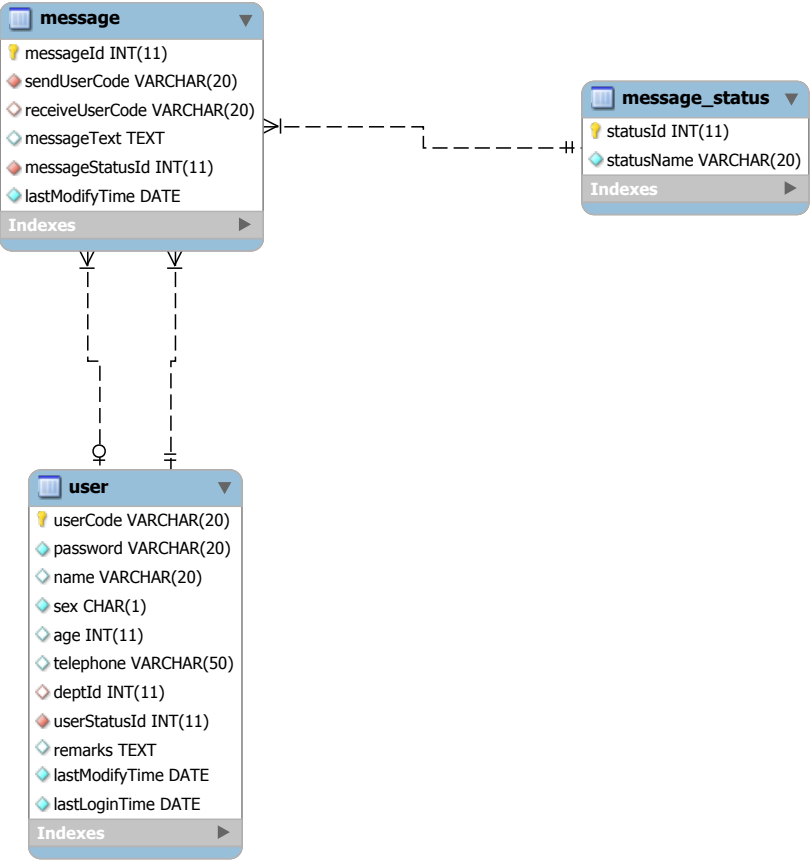 message
messageId INT(11)
sendUserCode VARCHAR(20)
receiveUserCode VARCHAR(20)
messageText TEXT
messageStatusId INT(11)
lastModifyTime DATE
Indexes
message_status
statusId INT(11)
statusName VARCHAR(20)
Indexes
user
userCode VARCHAR(20)
password VARCHAR(20)
name VARCHAR(20)
sex CHAR(1)
age INT(11)
telephone VARCHAR(50)
deptId INT(11)
userStatusId INT(11)
remarks TEXT
lastModifyTime DATE
lastLoginTime DATE
Indexes